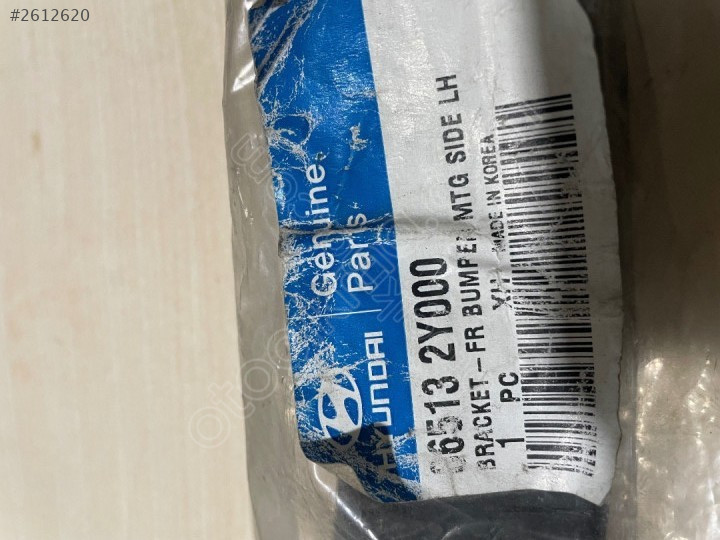 #2612620
HYUNDAI
Genuine
Parts
86513 2Y000
BRACKET-FR BUMPER MTG SIDE LH
1 PC
MADE IN KOREA